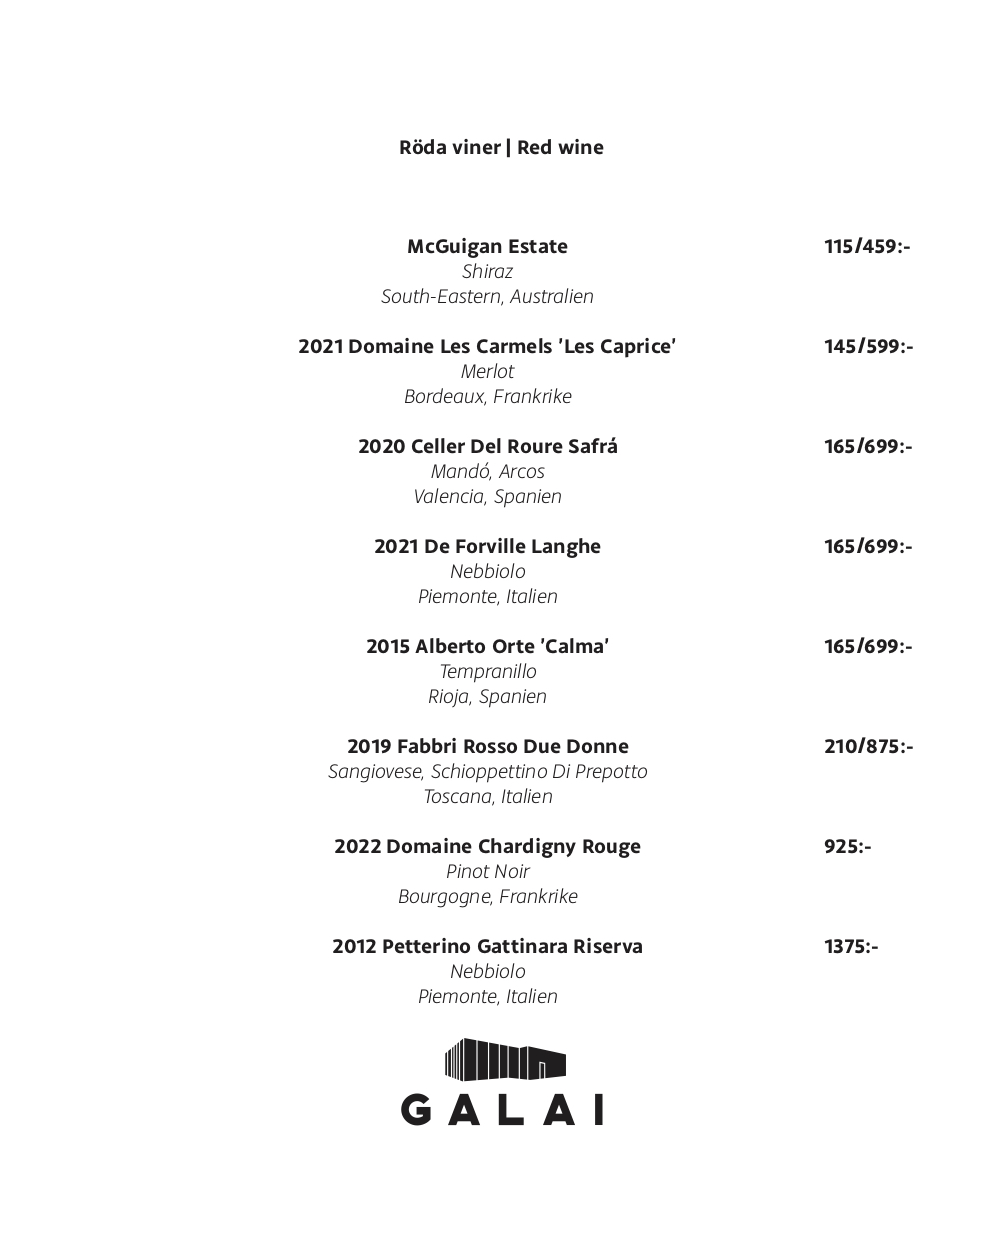 Röda viner | Red wine
McGuigan Estate 115/459:-
Shiraz
South-Eastern, Australien
2021 Domaine Les Carmels 'Les Caprice' 145/599:-
Merlot
Bordeaux, Frankrike
2020 Celler Del Roure Safrá 165/699:-
Mandó, Arcos
Valencia, Spanien
2021 De Forville Langhe 165/699:-
Nebbiolo
Piemonte, Italien
2015 Alberto Orte 'Calma' 165/699:-
Tempranillo
Rioja, Spanien
2019 Fabbri Rosso Due Donne 210/875:-
Sangiovese, Schioppettino Di Prepotto
Toscana, Italien
2022 Domaine Chardigny Rouge 925:-
Pinot Noir
Bourgogne, Frankrike
2012 Petterino Gattinara Riserva 1375:-
Nebbiolo
Piemonte, Italien
GALAI